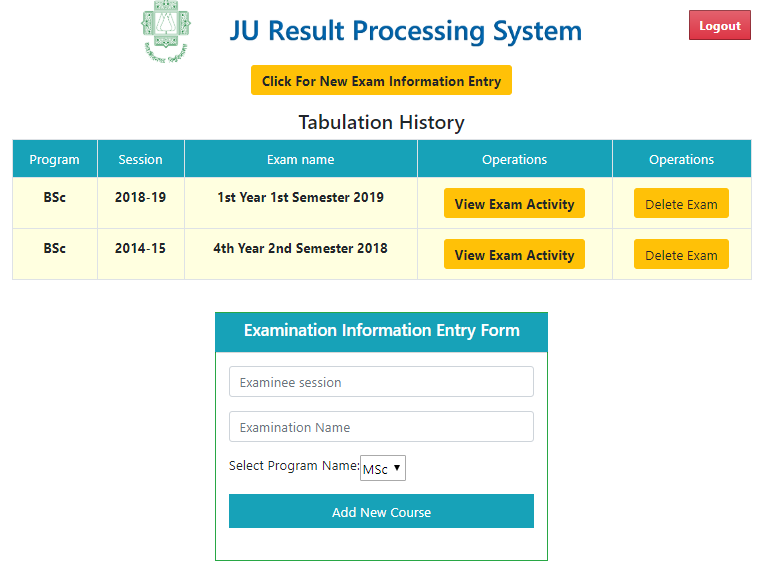 JU Result Processing System
Logout
Click For New Exam Information Entry
Tabulation History
Program Session Exam name Operations Operations
BSc 2018-19 1st Year 1st Semester 2019 View Exam Activity Delete Exam
BSc 2014-15 4th Year 2nd Semester 2018 View Exam Activity Delete Exam
Examination Information Entry Form
Examinee session
Examination Name
Select Program Name: MSc
Add New Course